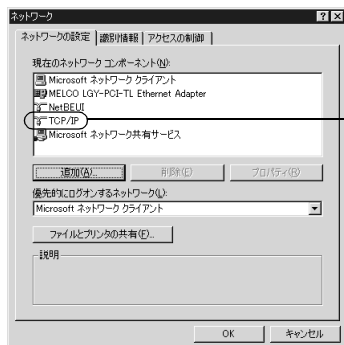 ネットワーク
ネットワークの設定 識別情報 アクセスの制御
現在のネットワーク コンポーネント(N):
Microsoft ネットワーク クライアント
MELCO LGY-PCI-TL Ethernet Adapter
NetBEUI
TCP/IP
Microsoft ネットワーク共有サービス
追加(A)... 削除(E) プロパティ(R)
優先的にログオンするネットワーク(L):
Microsoft ネットワーク クライアント
ファイルとプリンタの共有(F)...
説明
OK キャンセル